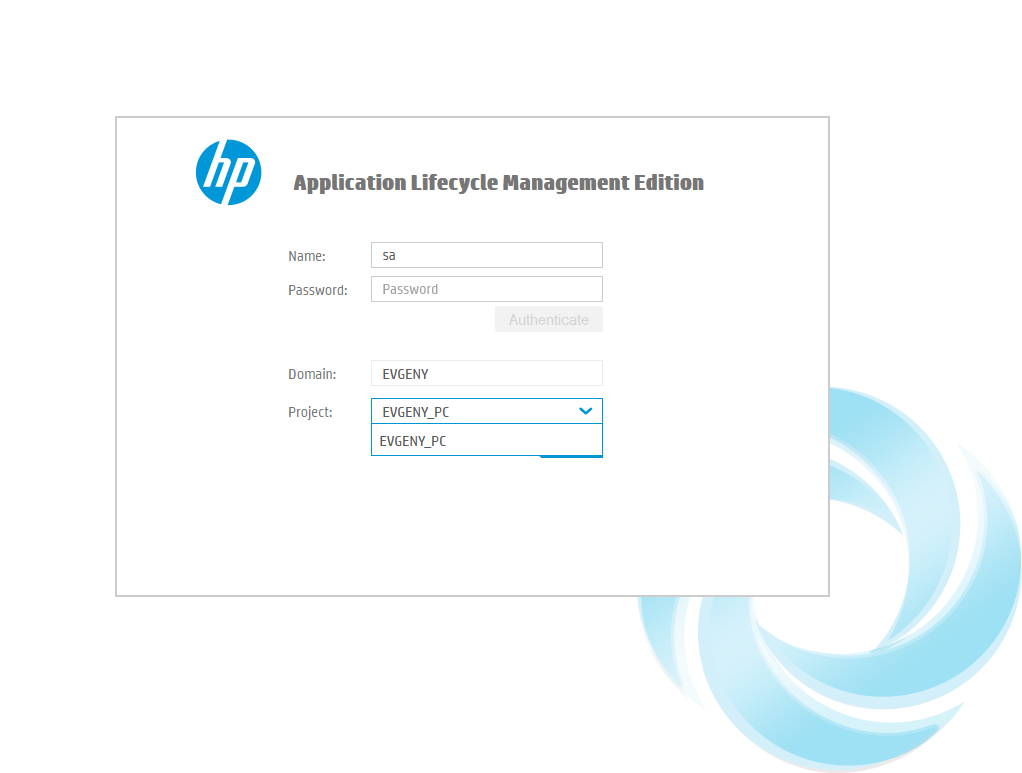 hp
Application Lifecycle Management Edition
Name: sa
Password: Password
Authenticate
Domain: EVGENY
Project: EVGENY_PC
EVGENY_PC